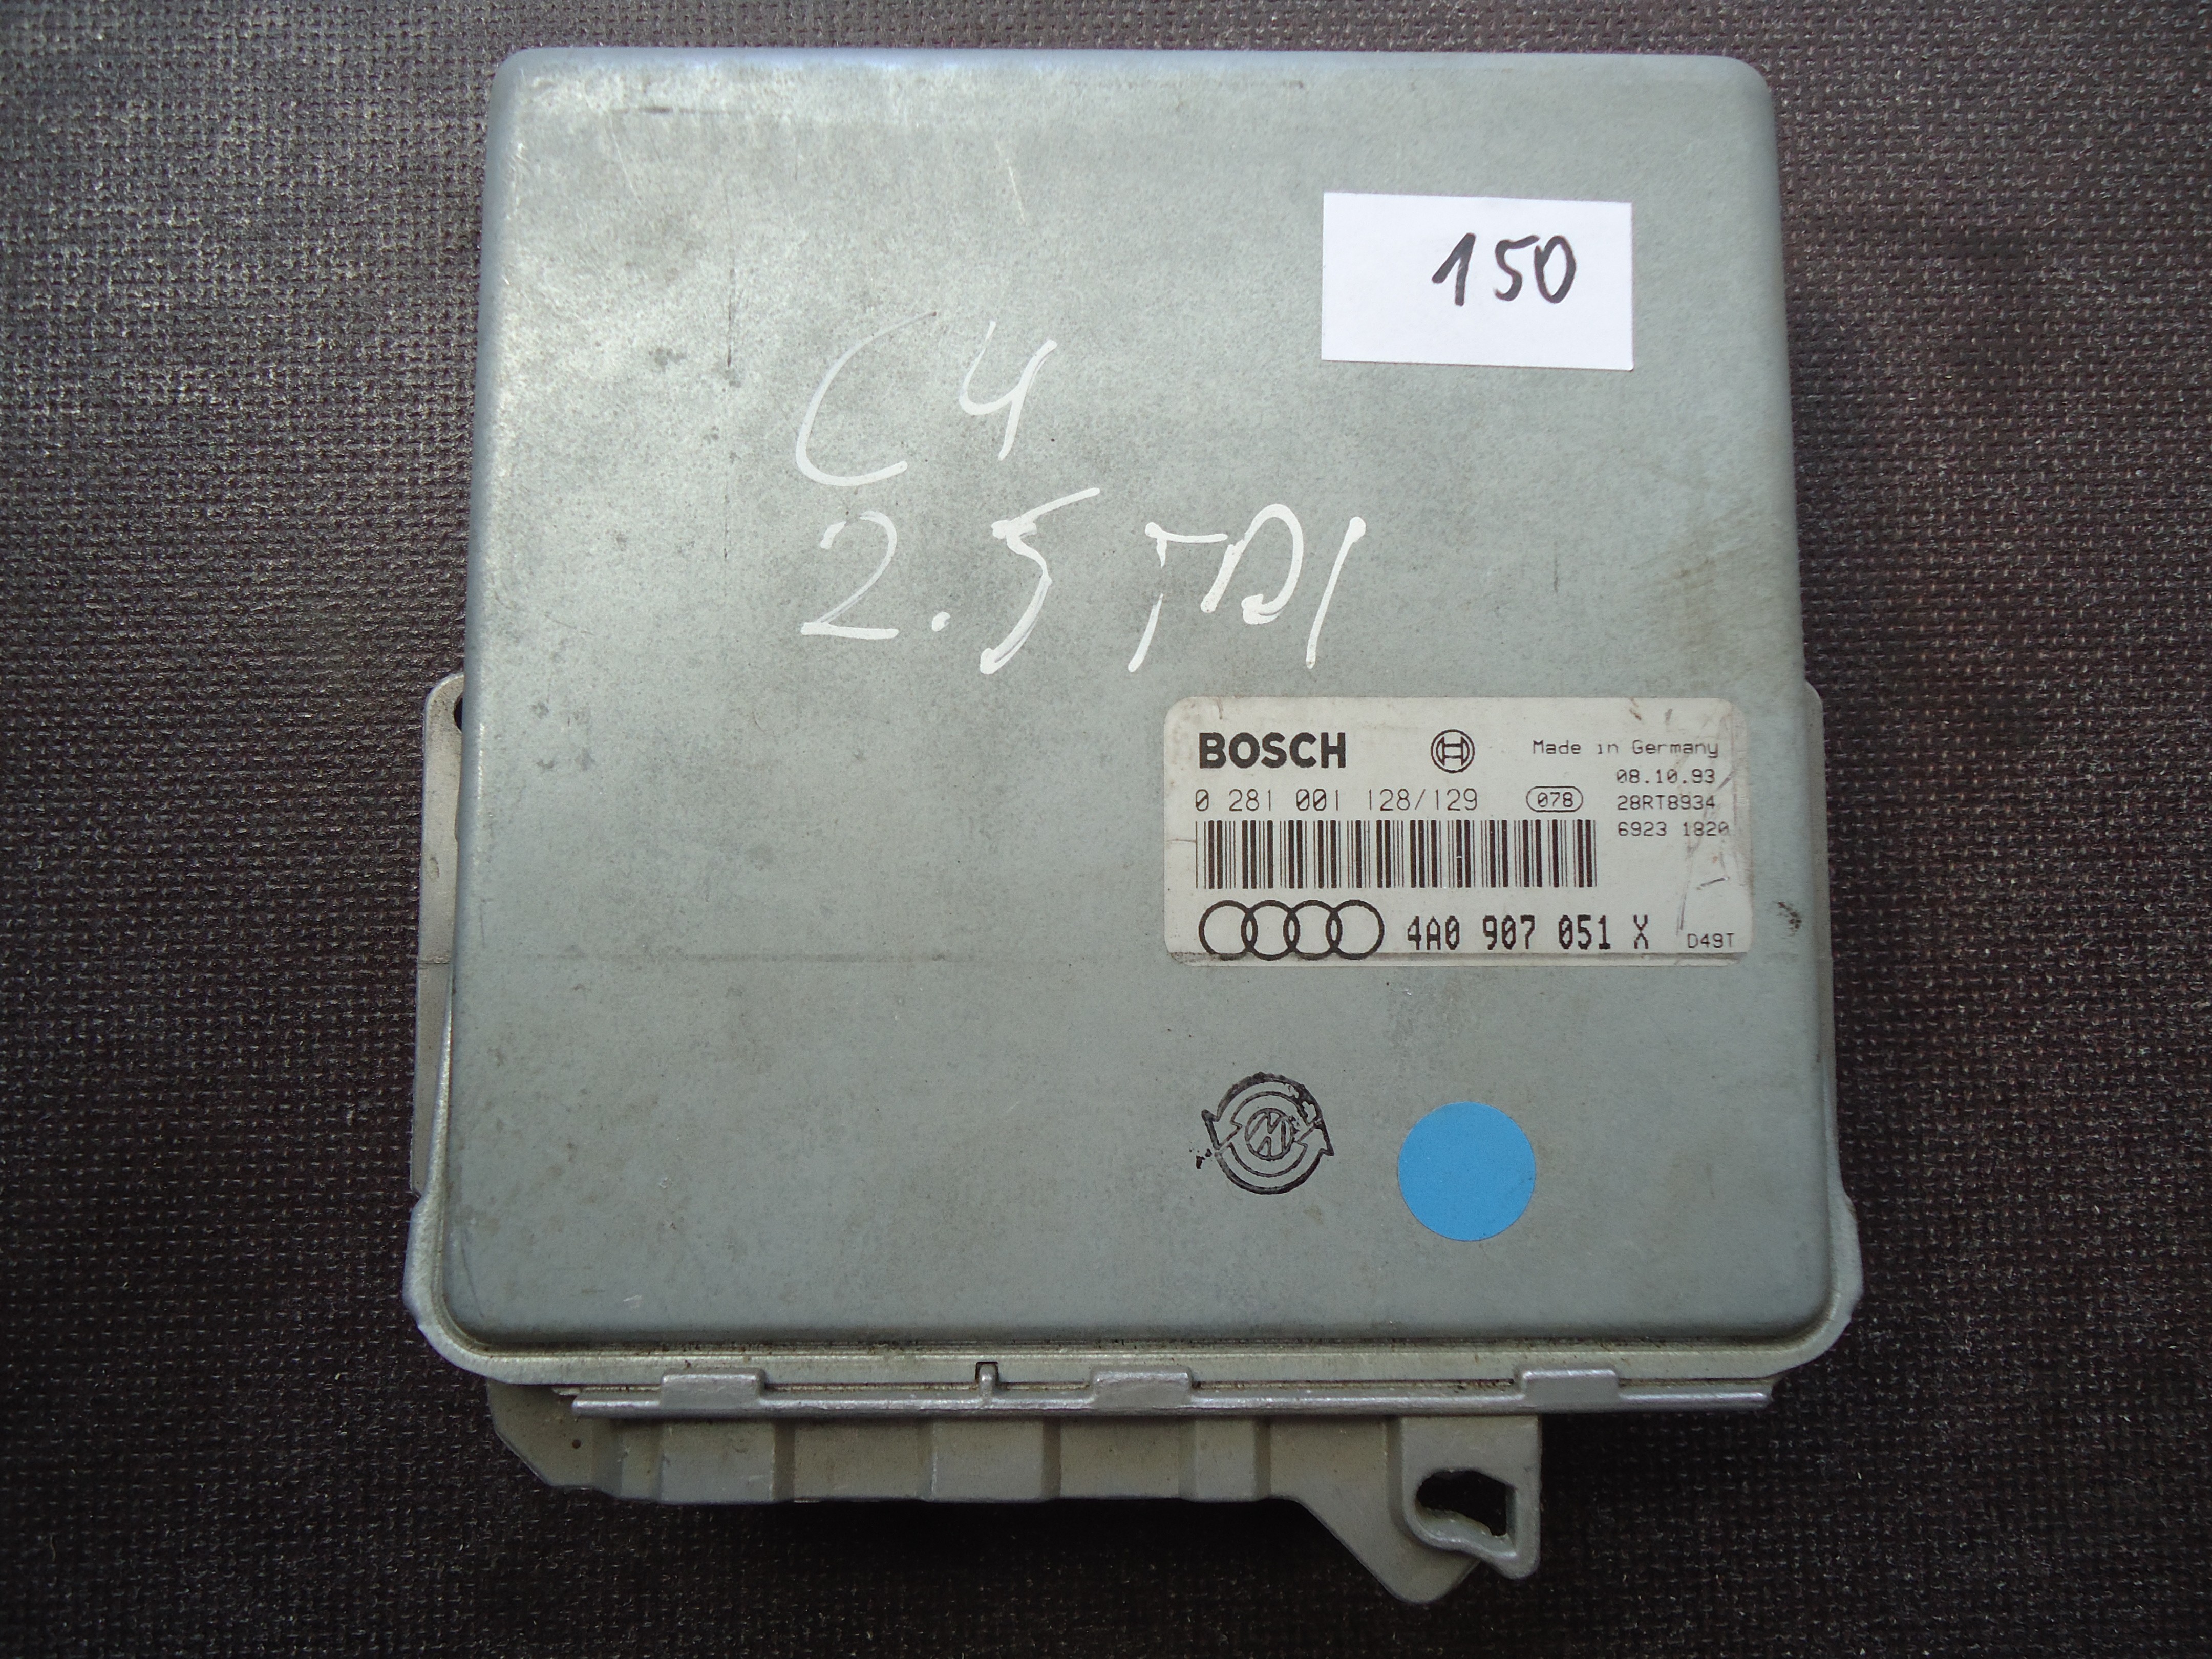 150
C4
2.5 TDI
BOSCH
Made in Germany
08.10.93
0 281 001 128/129
078
28RT8934
6923 1820
4A0 907 051 X
D49T